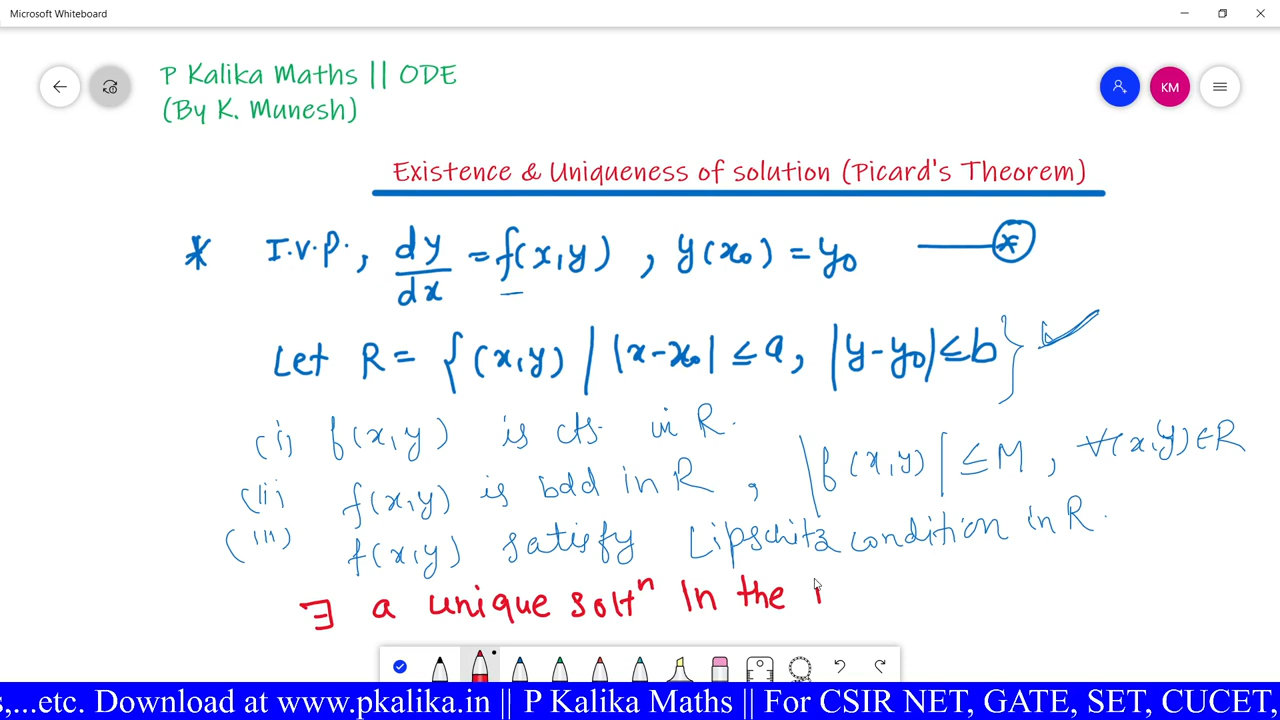 Microsoft Whiteboard
P Kalika Maths || ODE
(By K. Munesh)
KM
Existence & Uniqueness of solution (Picard's Theorem)
* I.V.P., dy/dx = f(x,y), y(x₀) = y₀ —— ⊛
Let R = {(x,y) | |x-x₀| ≤ a, |y-y₀| ≤ b} ✓
(i) f(x,y) is cts in R.
(ii) f(x,y) is bdd in R, |f(x,y)| ≤ M, ∀(x,y)∈R
(iii) f(x,y) satisfy Lipschitz condition in R.
∃ a unique soltⁿ in the i
s,...etc. Download at www.pkalika.in || P Kalika Maths || For CSIR NET, GATE, SET, CUCET,